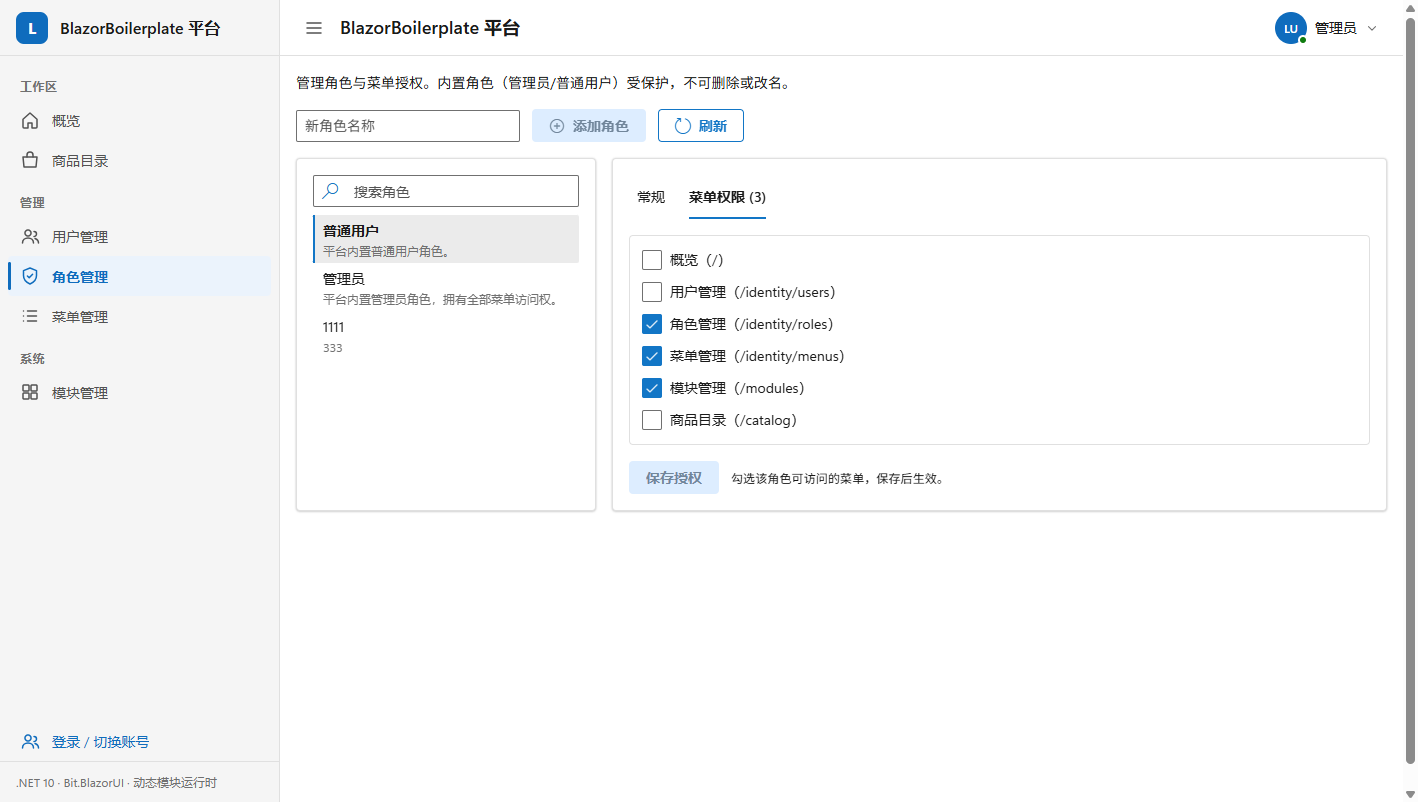 L BlazorBoilerplate 平台
BlazorBoilerplate 平台
LU 管理员
工作区
概览
商品目录
管理
用户管理
角色管理
菜单管理
系统
模块管理
登录 / 切换账号
.NET 10 · Bit.BlazorUI · 动态模块运行时
管理角色与菜单授权。内置角色（管理员/普通用户）受保护，不可删除或改名。
新角色名称 添加角色 刷新
搜索角色
普通用户
平台内置普通用户角色。
管理员
平台内置管理员角色，拥有全部菜单访问权。
1111
333
常规 菜单权限 (3)
概览（/）
用户管理（/identity/users）
角色管理（/identity/roles）
菜单管理（/identity/menus）
模块管理（/modules）
商品目录（/catalog）
保存授权 勾选该角色可访问的菜单，保存后生效。